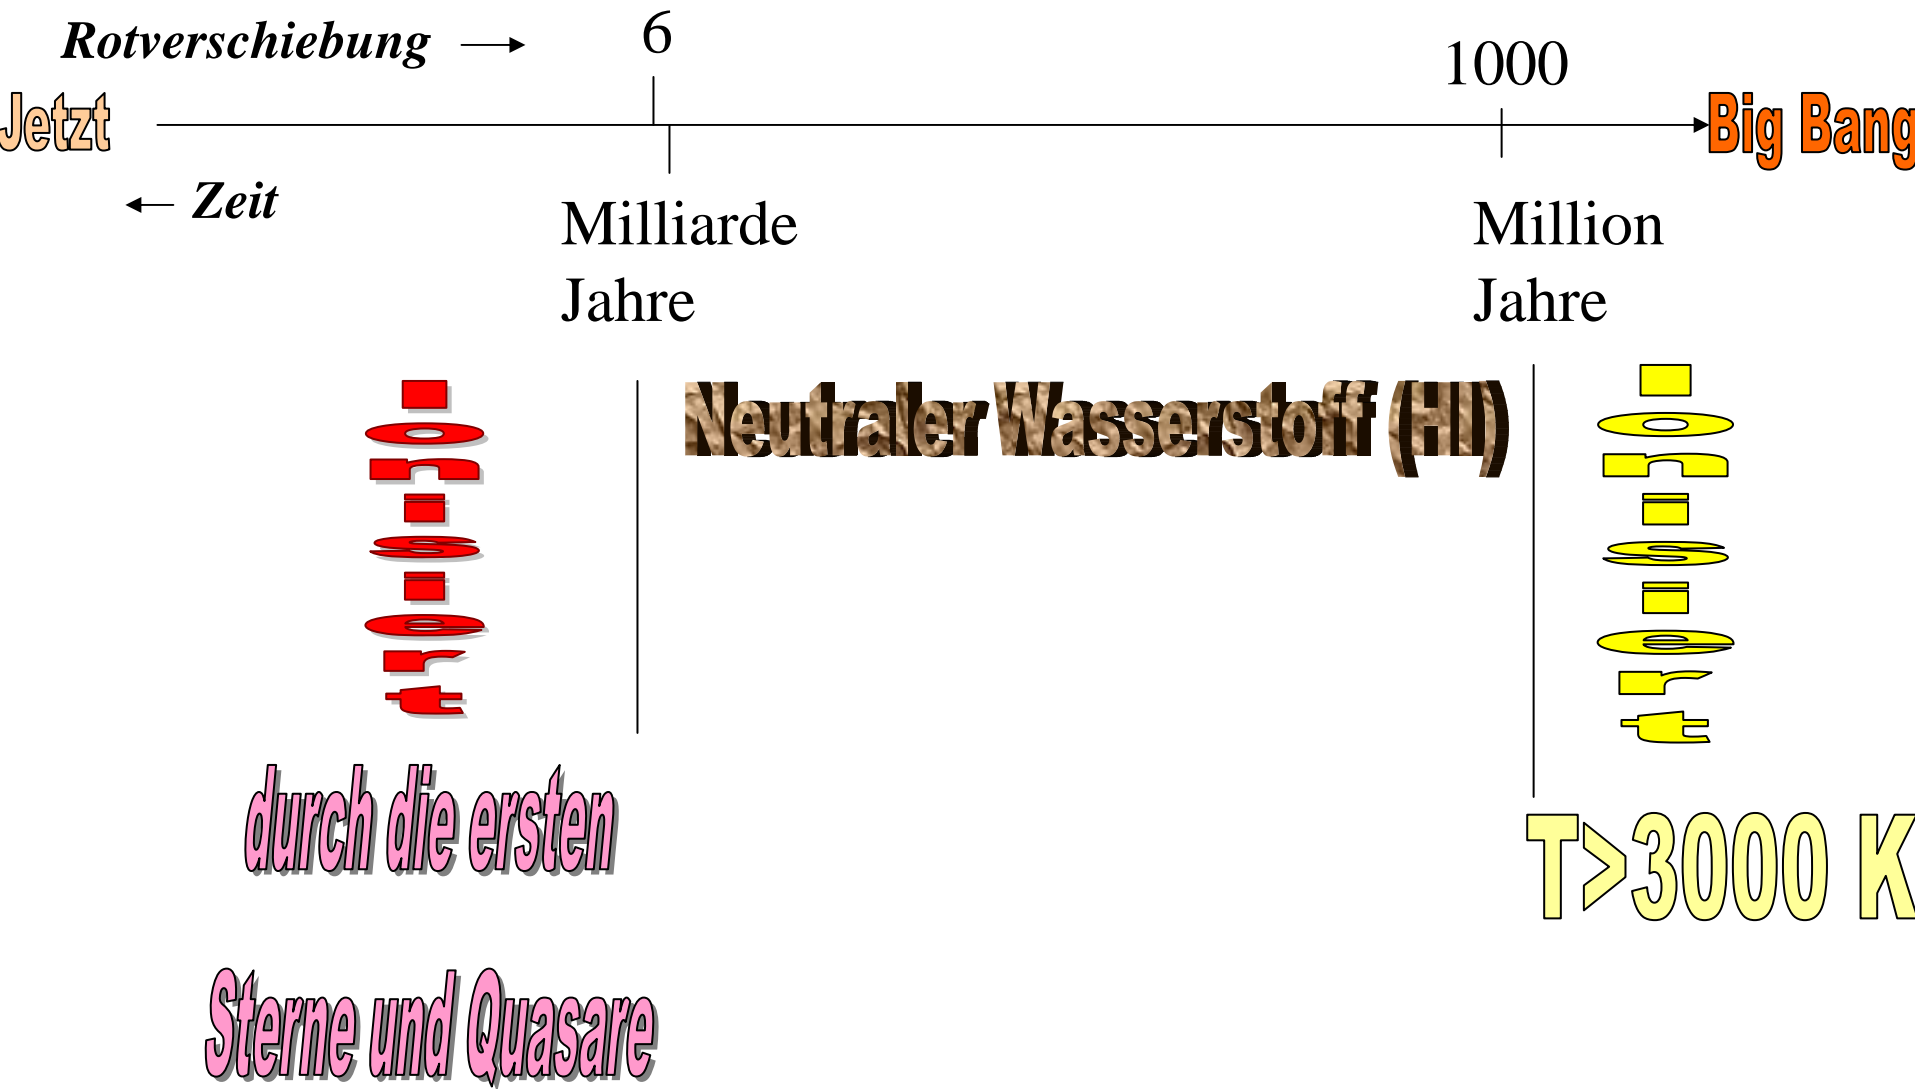 Rotverschiebung
6
1000
Jetzt
Big Bang
Zeit
Milliarde
Jahre
Million
Jahre
Ionisiert
Neutraler Wasserstoff (HI)
Ionisiert
durch die ersten
Sterne und Quasare
T>3000 K